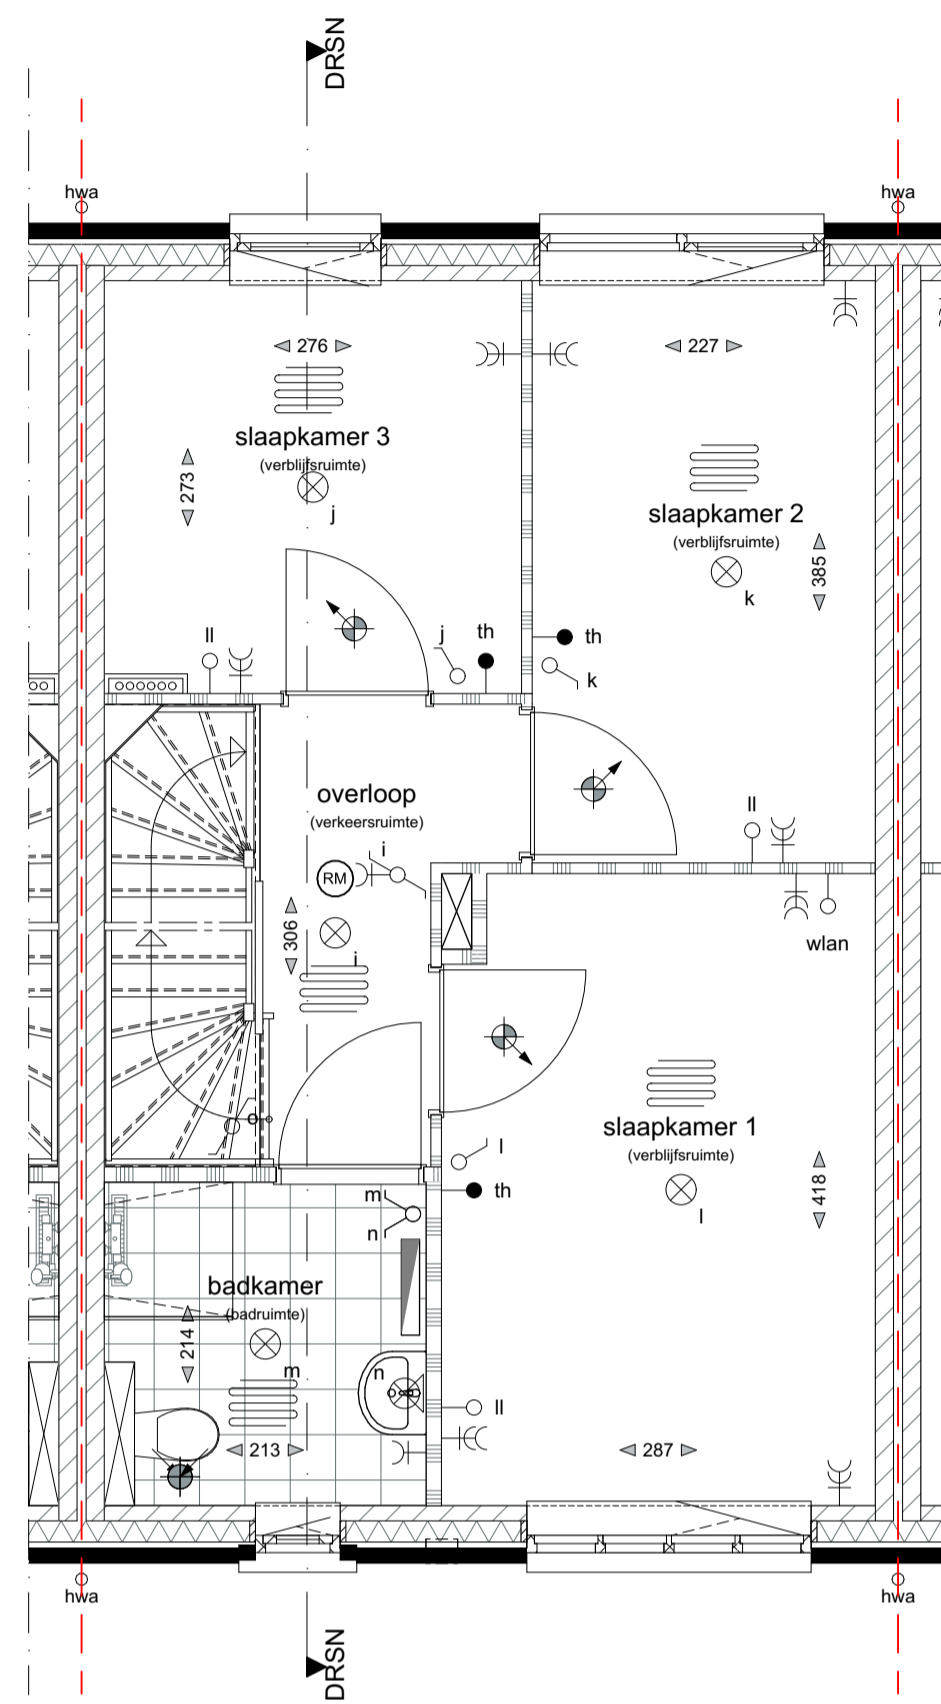 DRSN
hwa
hwa
276
227
slaapkamer 3
(verblijfsruimte)
273
j
slaapkamer 2
(verblijfsruimte)
385
k
ll
j
th
th
k
overloop
(verkeersruimte)
i
RM
306
i
ll
wlan
slaapkamer 1
(verblijfsruimte)
o
l
th
418
l
m
n
badkamer
(badruimte)
214
m
n
ll
213
287
hwa
hwa
DRSN